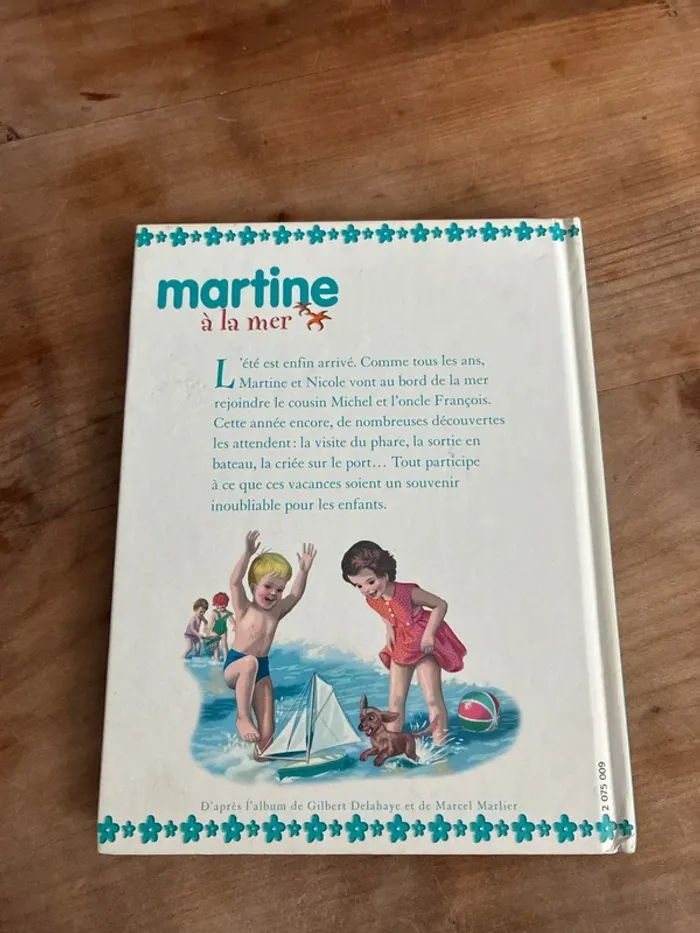 martine
à la mer
L'été est enfin arrivé. Comme tous les ans,
Martine et Nicole vont au bord de la mer
rejoindre le cousin Michel et l'oncle François.
Cette année encore, de nombreuses découvertes
les attendent : la visite du phare, la sortie en
bateau, la criée sur le port... Tout participe
à ce que ces vacances soient un souvenir
inoubliable pour les enfants.
D'après l'album de Gilbert Delahaye et de Marcel Marlier
2 075 009